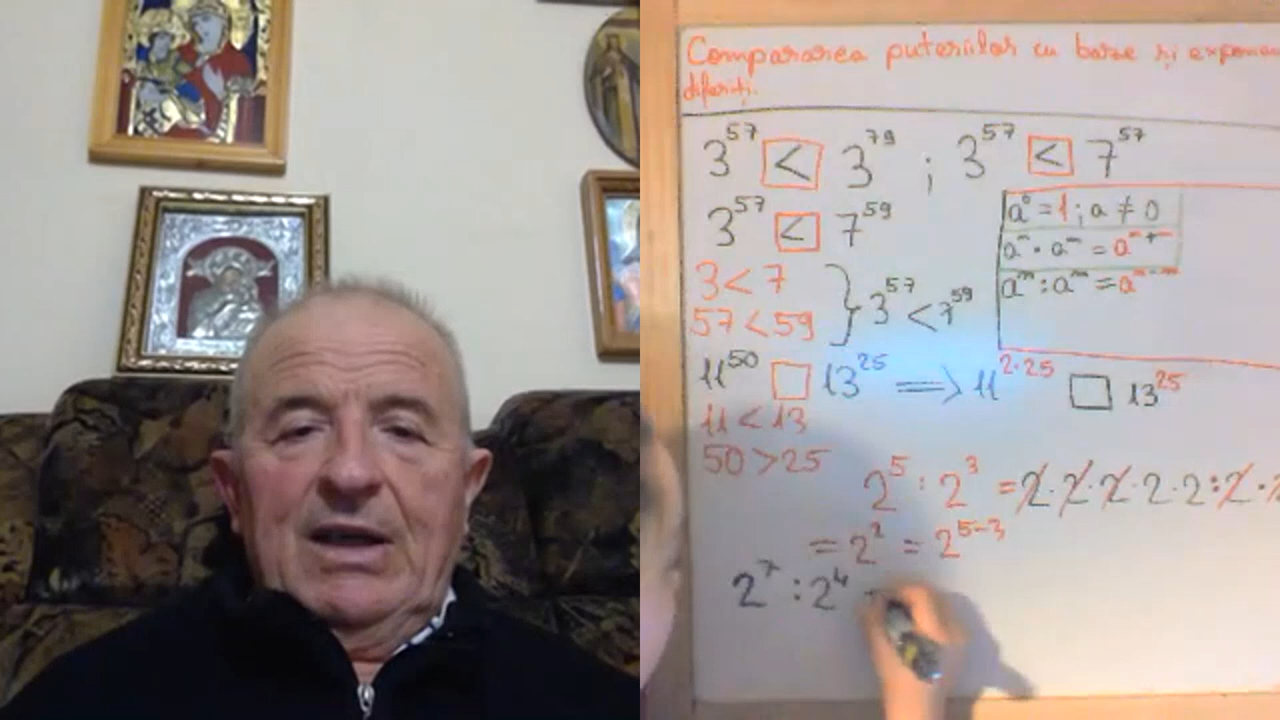 Compararea puterilor cu baze și exponen
diferiți.
3^57 < 3^79 ; 3^57 < 7^57
3^57 < 7^59
a^0 = 1 ; a ≠ 0
a^n · a^m = a^n+m
3 < 7
57 < 59 } 3^57 < 7^59
a^m : a^m = a^m-m
11^50 □ 13^25 ⟹ 11^2·25 □ 13^25
11 < 13
50 > 25
2^5 : 2^3 = 2·2·2·2·2:2·
= 2^2 = 2^5-3
2^7 : 2^4